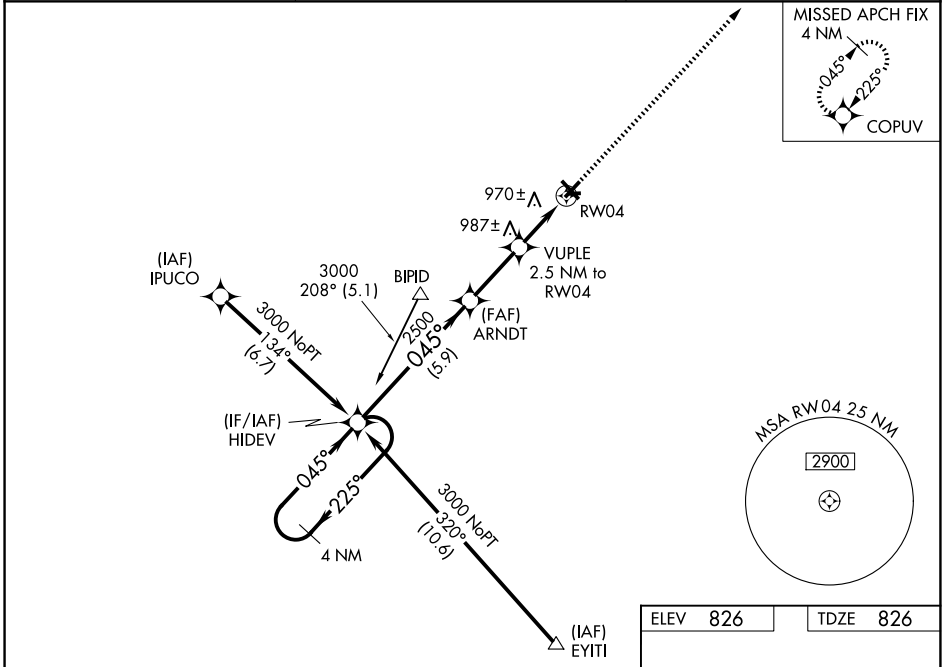 MISSED APCH FIX
4 NM
045°
225°
COPUV
970±
RW04
987±
VUPLE
2.5 NM to
RW04
(IAF)
IPUCO
3000
208° (5.1)
BIPID
(FAF)
ARNDT
3000 NoPT
134°
(6.7)
2500
045°
(5.9)
(IF/IAF)
HIDEV
045°
225°
4 NM
3000 NoPT
320°
(10.6)
(IAF)
EYITI
MSA RW04 25 NM
2900
ELEV 826
TDZE 826